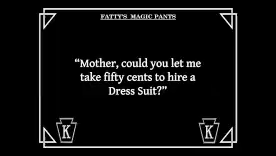 FATTY'S MAGIC PANTS
“Mother, could you let me
take fifty cents to hire a
Dress Suit?”
K
K